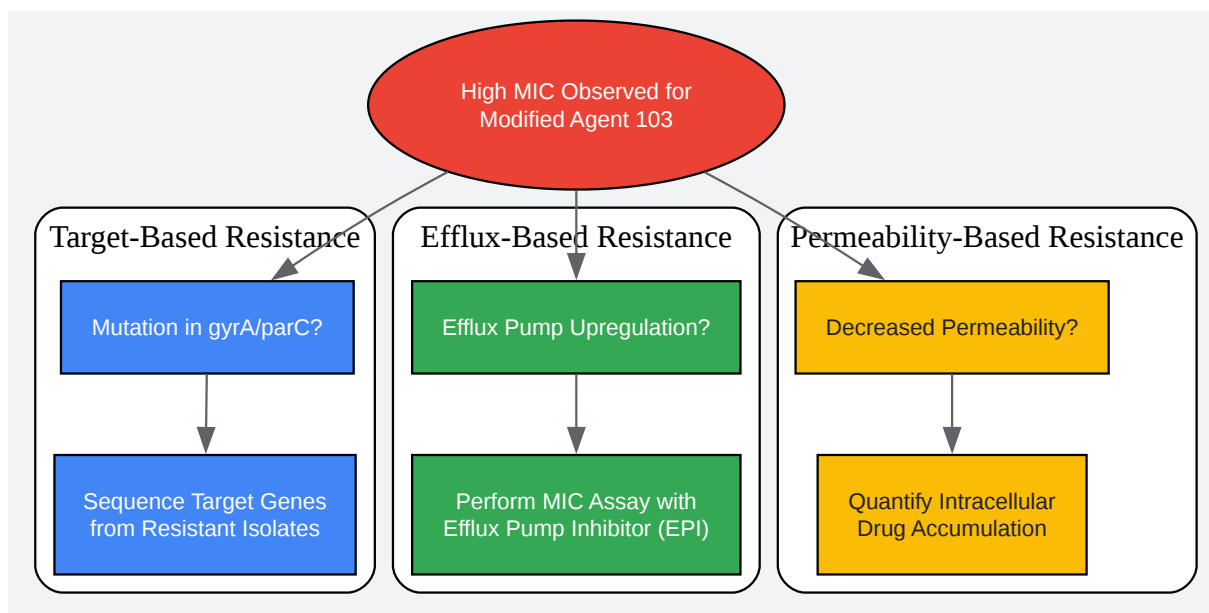 High MIC Observed for
Modified Agent 103
Target-Based Resistance
Efflux-Based Resistance
Permeability-Based Resistance
Mutation in gyrA/parC?
Efflux Pump Upregulation?
Decreased Permeability?
Sequence Target Genes
from Resistant Isolates
Perform MIC Assay with
Efflux Pump Inhibitor (EPI)
Quantify Intracellular
Drug Accumulation